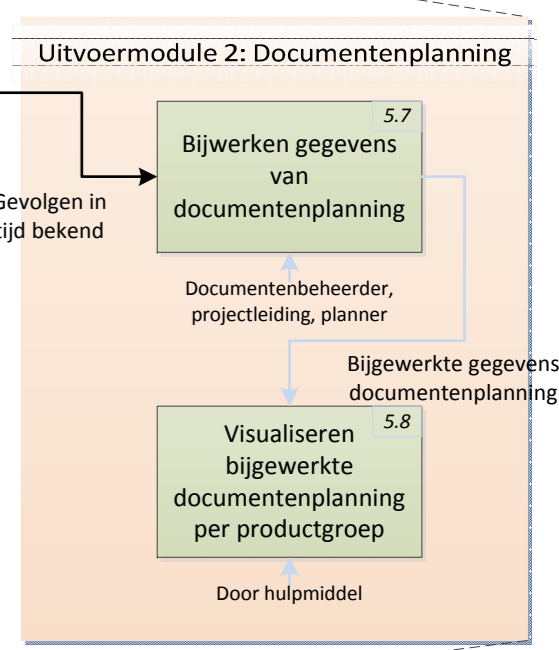 Uitvoermodule 2: Documentenplanning
5.7
Bijwerken gegevens
van
documentenplanning
Gevolgen in
tijd bekend
Documentenbeheerder,
projectleiding, planner
Bijgewerkte gegevens
documentenplanning
5.8
Visualiseren
bijgewerkte
documentenplanning
per productgroep
Door hulpmiddel